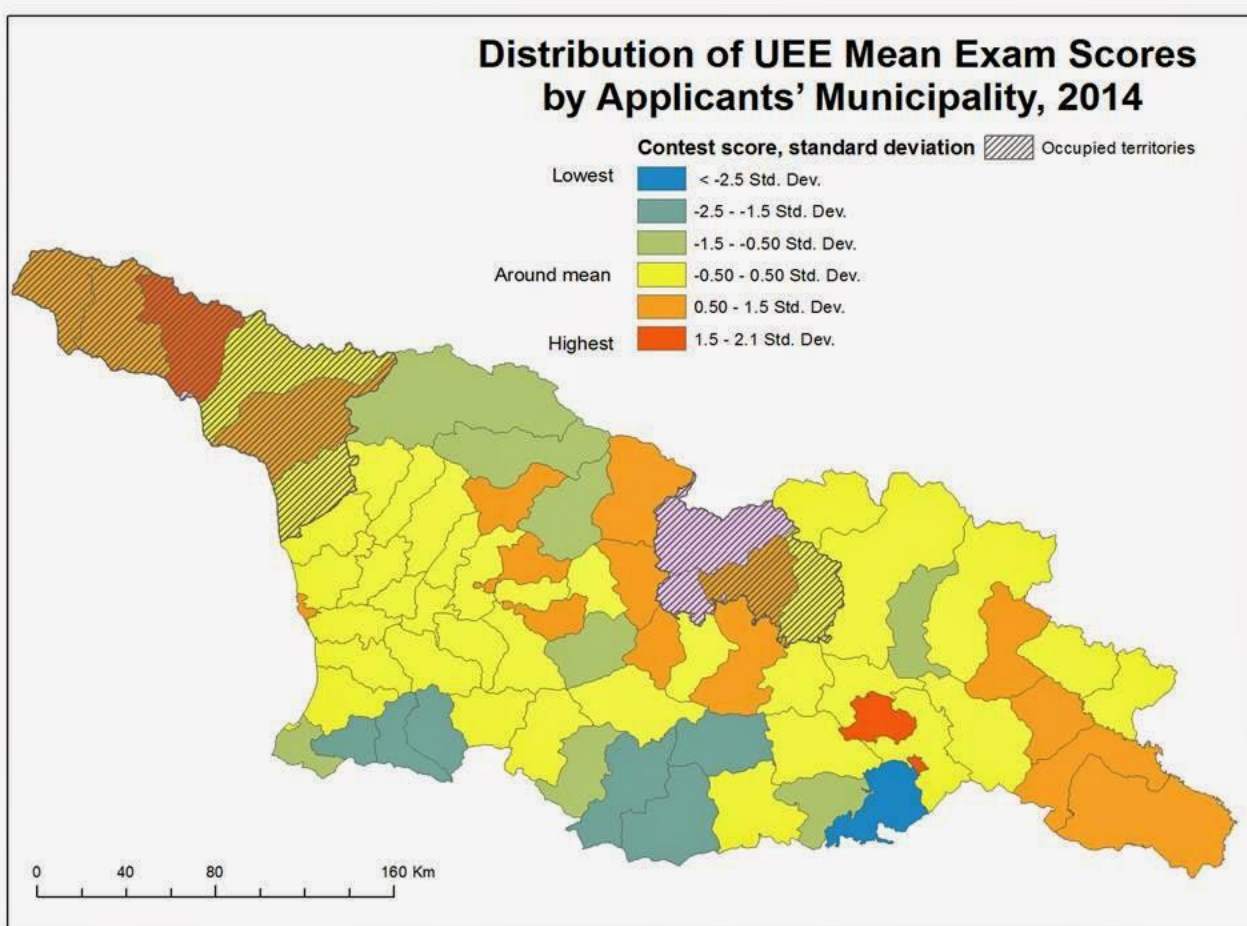 Distribution of UEE Mean Exam Scores
by Applicants' Municipality, 2014
Contest score, standard deviation
Occupied territories
Lowest
< -2.5 Std. Dev.
-2.5 - -1.5 Std. Dev.
-1.5 - -0.50 Std. Dev.
Around mean
-0.50 - 0.50 Std. Dev.
0.50 - 1.5 Std. Dev.
Highest
1.5 - 2.1 Std. Dev.
0 40 80 160 Km